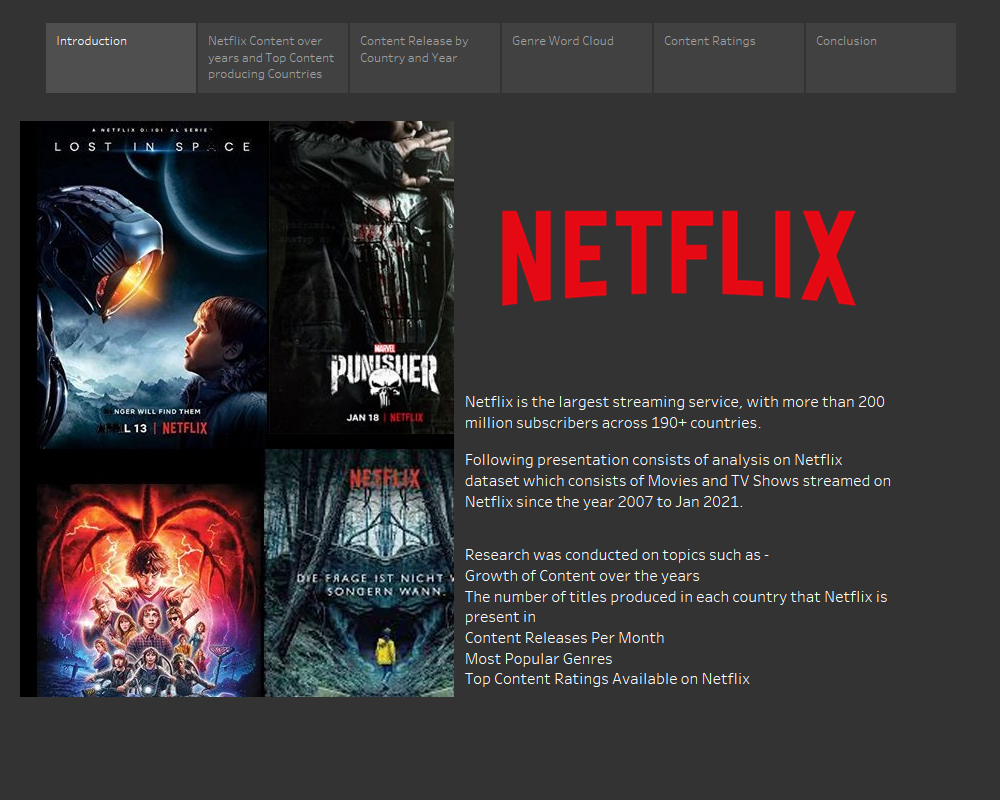 Introduction
Netflix Content over
years and Top Content
producing Countries
Content Release by
Country and Year
Genre Word Cloud
Content Ratings
Conclusion
LOST IN SPACE
NGER WILL FIND THEM
L 13 | NETFLIX
MARVEL
PUNISHER
JAN 18 | NETFLIX
NETFLIX
DIE FRAGE IST NICHT
SONDERN WANN.
NETFLIX
Netflix is the largest streaming service, with more than 200
million subscribers across 190+ countries.
Following presentation consists of analysis on Netflix
dataset which consists of Movies and TV Shows streamed on
Netflix since the year 2007 to Jan 2021.
Research was conducted on topics such as -
Growth of Content over the years
The number of titles produced in each country that Netflix is
present in
Content Releases Per Month
Most Popular Genres
Top Content Ratings Available on Netflix